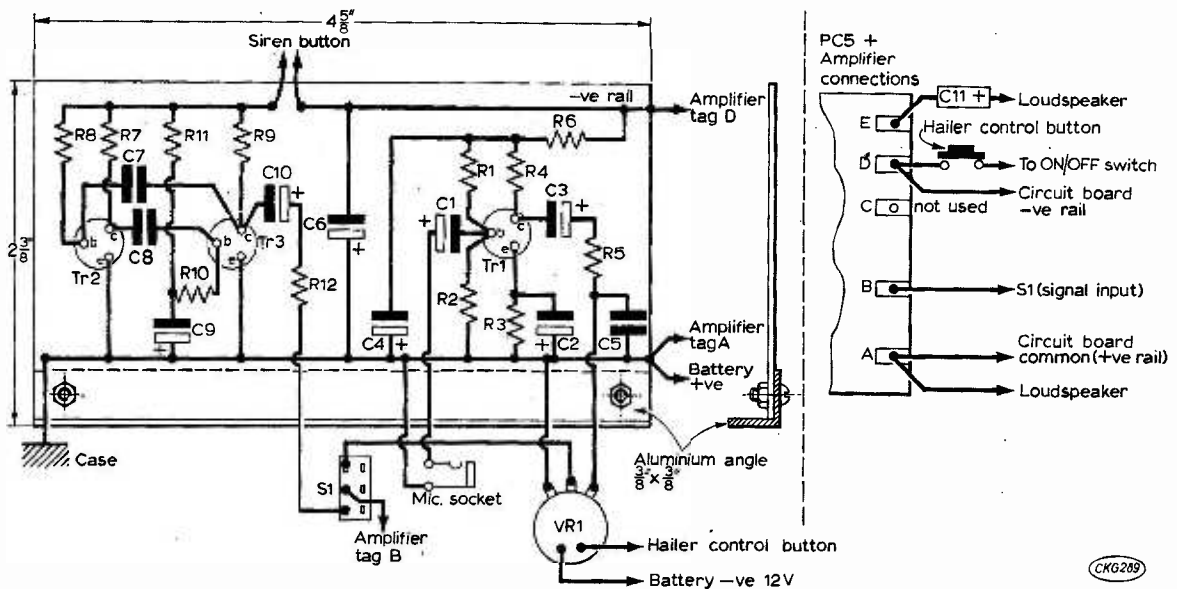 4 5/8"
Siren button
-ve rail
Amplifier
tag D
R8
R7
R11
R9
R6
C7
C10
+
R1
R4
C3
+
C6
+
C1
+
b
c
e
Tr2
C8
b
c
Tr3
e
Tr1
c
e
R5
2 3/8"
R10
R12
R2
R3
C9
+
C4
+
C2
+
C5
Amplifier
tag A
Battery
+ve
Case
S1
Mic. socket
Amplifier
tag B
VR1
Aluminium angle
3/8" x 3/8"
Hailer control button
Battery -ve 12V
PC5 +
Amplifier
connections
E
C11 +
Loudspeaker
Hailer control button
D
To ON/OFF switch
Circuit board
-ve rail
C
not used
B
S1 (signal input)
A
Circuit board
common (+ve rail)
Loudspeaker
CKG289